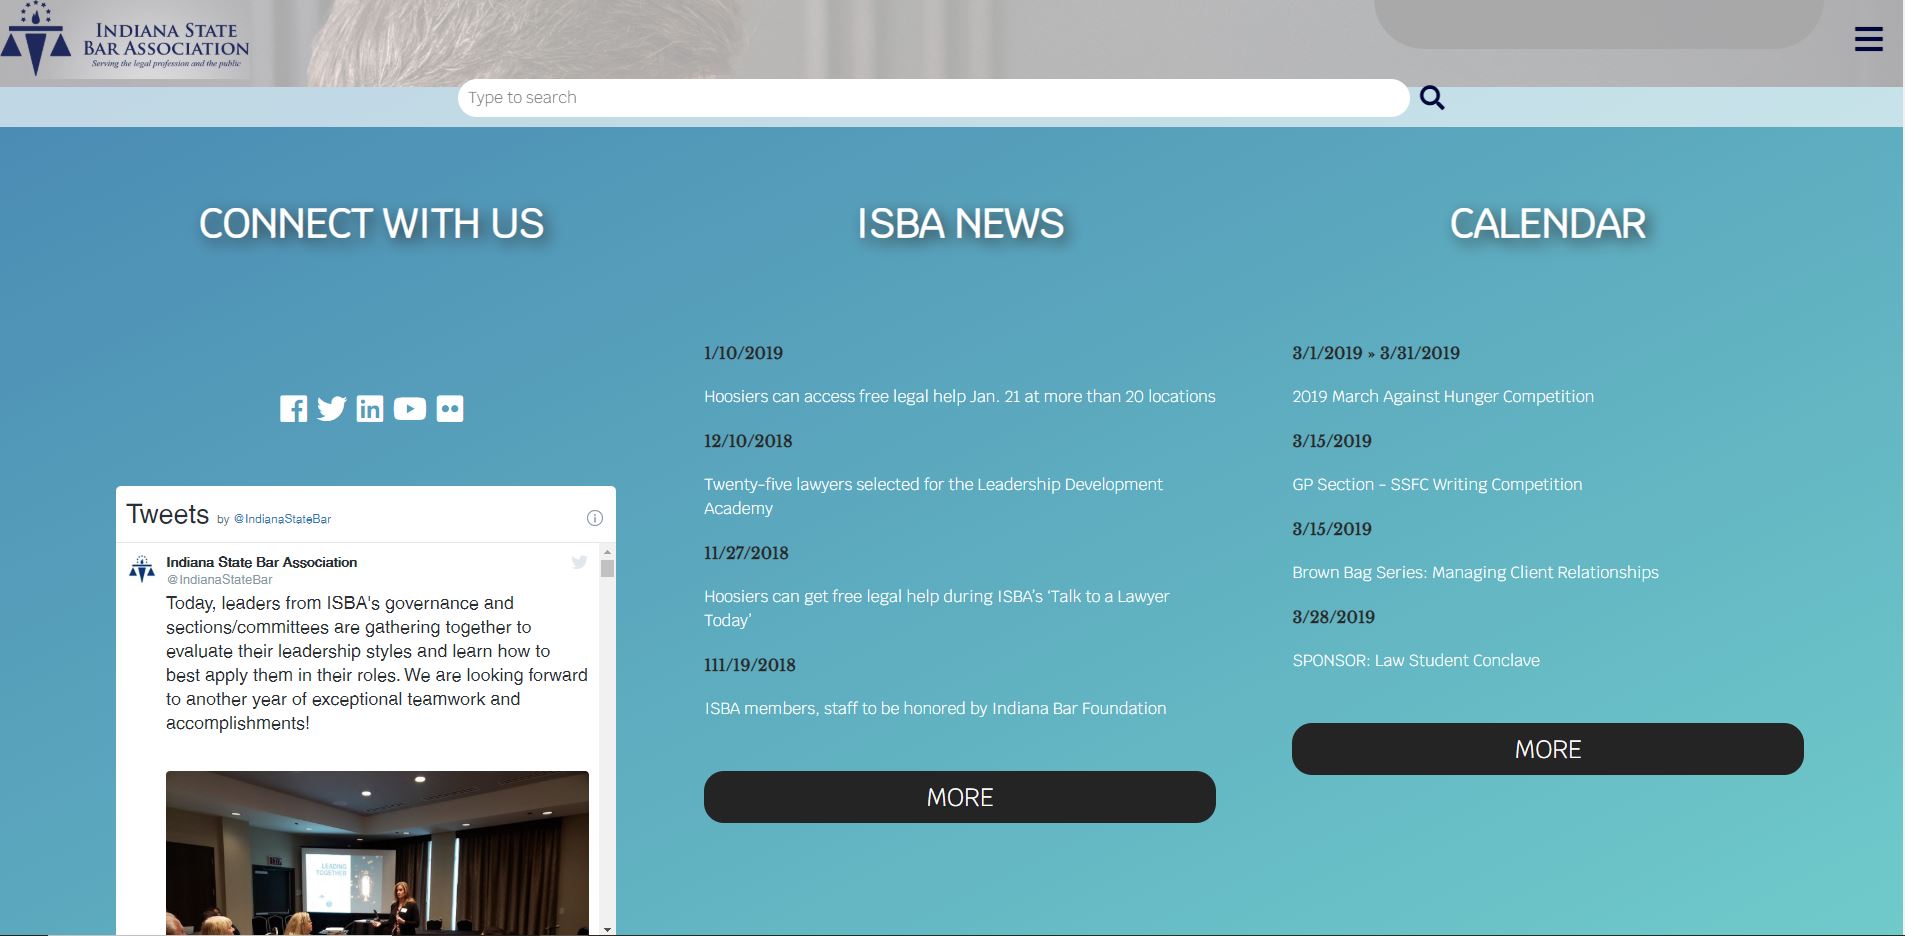 INDIANA STATE
BAR ASSOCIATION
Serving the legal profession and the public
Type to search
CONNECT WITH US
Tweets by @IndianaStateBar
Indiana State Bar Association
@IndianaStateBar
Today, leaders from ISBA's governance and
sections/committees are gathering together to
evaluate their leadership styles and learn how to
best apply them in their roles. We are looking forward
to another year of exceptional teamwork and
accomplishments!
EXIT
LEADING
TOGETHER
ISBA NEWS
1/10/2019
Hoosiers can access free legal help Jan. 21 at more than 20 locations
12/10/2018
Twenty-five lawyers selected for the Leadership Development
Academy
11/27/2018
Hoosiers can get free legal help during ISBA's ‘Talk to a Lawyer
Today’
111/19/2018
ISBA members, staff to be honored by Indiana Bar Foundation
MORE
CALENDAR
3/1/2019 » 3/31/2019
2019 March Against Hunger Competition
3/15/2019
GP Section - SSFC Writing Competition
3/15/2019
Brown Bag Series: Managing Client Relationships
3/28/2019
SPONSOR: Law Student Conclave
MORE